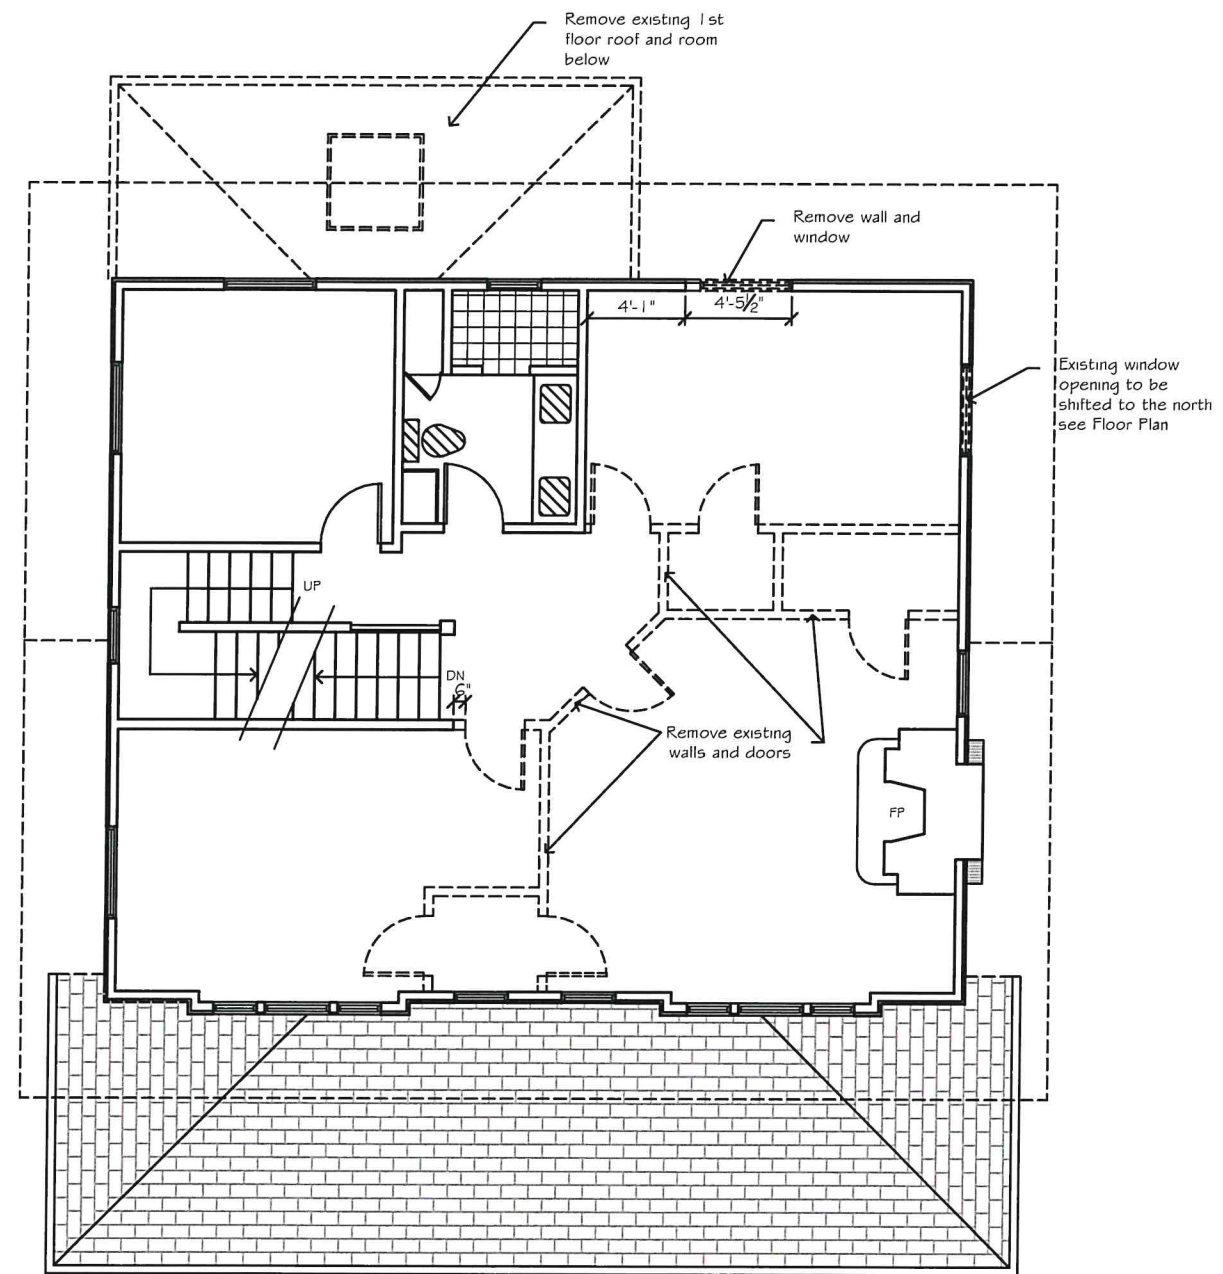 Remove existing 1st
floor roof and room
below
Remove wall and
window
4'-1"
4'-5½"
Existing window
opening to be
shifted to the north
see Floor Plan
UP
DN
6"
Remove existing
walls and doors
FP